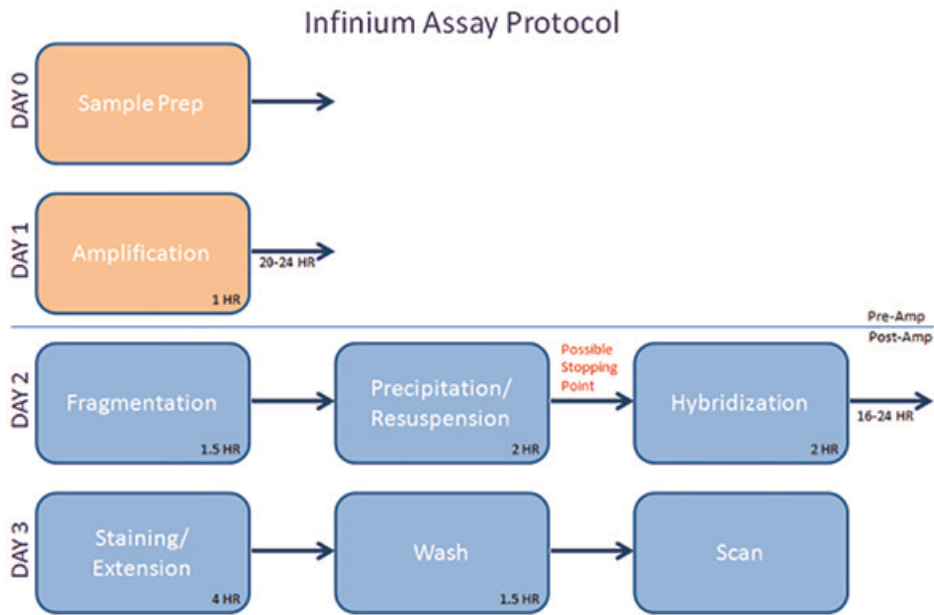 Infinium Assay Protocol
DAY 0
Sample Prep
DAY 1
Amplification
1 HR
20-24 HR
Pre-Amp
Post-Amp
DAY 2
Fragmentation
1.5 HR
Precipitation/
Resuspension
2 HR
Possible
Stopping
Point
Hybridization
2 HR
16-24 HR
DAY 3
Staining/
Extension
4 HR
Wash
1.5 HR
Scan